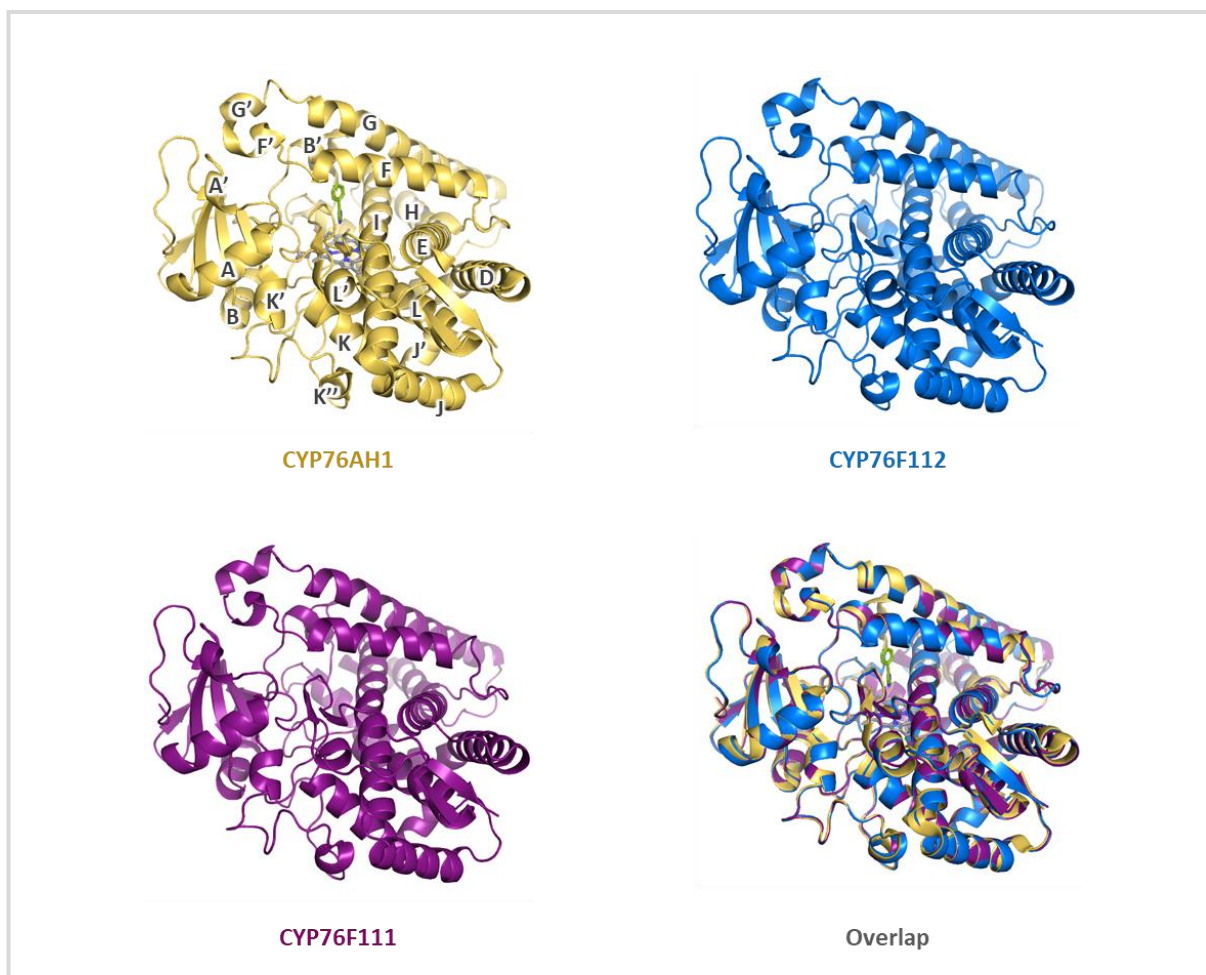 G'
G
F'
B'
F
A'
I
H
E
A
D
K'
L'
B
L
K
J'
K''
J
CYP76AH1
CYP76F112
CYP76F111
Overlap